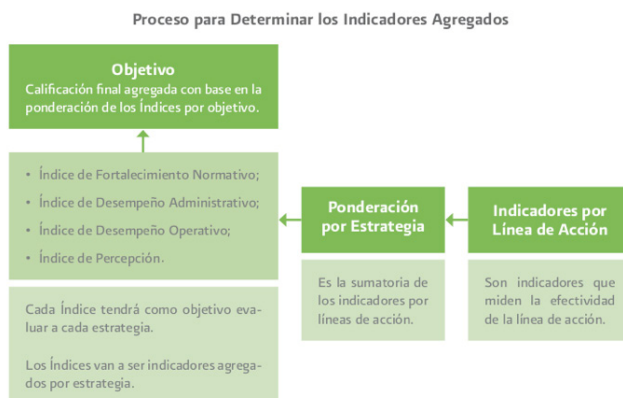 Proceso para Determinar los Indicadores Agregados
Objetivo
Calificación final agregada con base en la
ponderación de los Índices por objetivo.
• Índice de Fortalecimiento Normativo;
• Índice de Desempeño Administrativo;
• Índice de Desempeño Operativo;
• Índice de Percepción.
Cada Índice tendrá como objetivo eva-
luar a cada estrategia.
Los Índices van a ser indicadores agrega-
dos por estrategia.
Ponderación
por Estrategia
Es la sumatoria de
los indicadores por
líneas de acción.
Indicadores por
Línea de Acción
Son indicadores que
miden la efectividad
de la línea de acción.